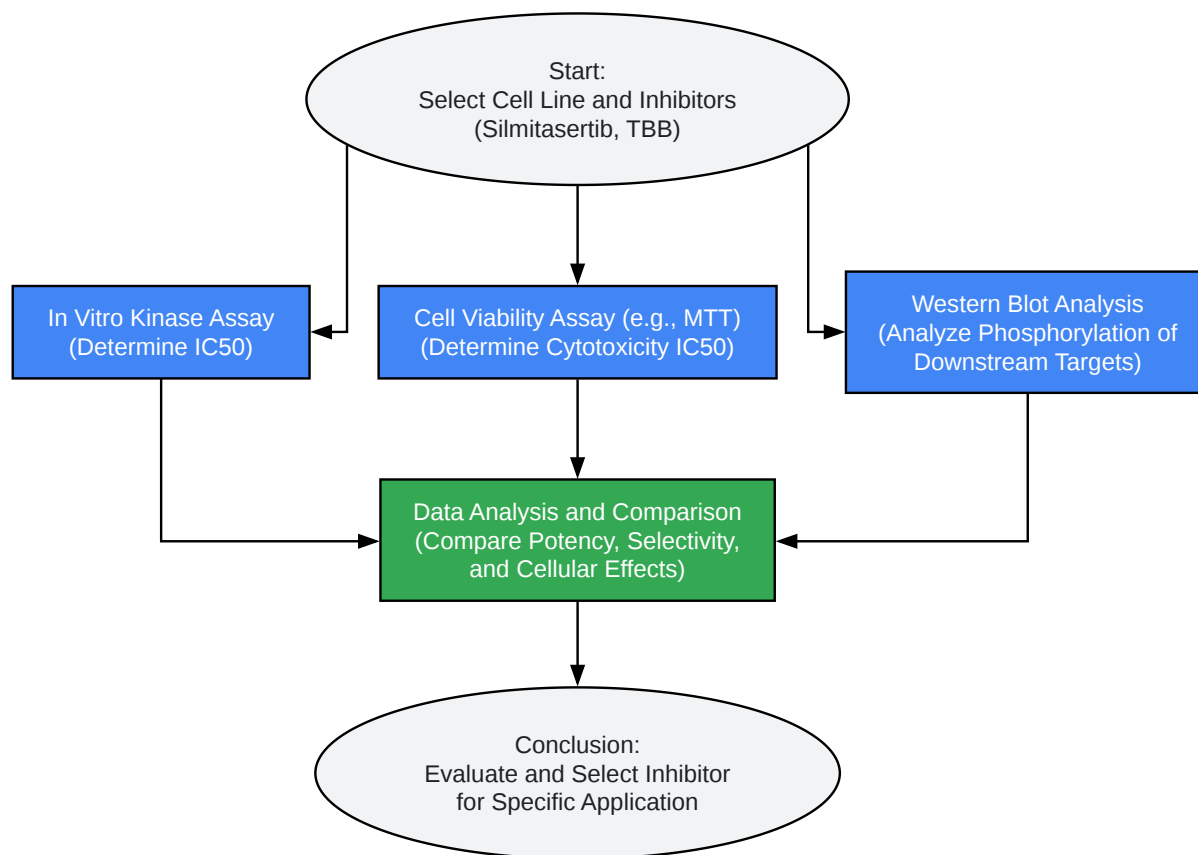 Start:
Select Cell Line and Inhibitors
(Silmitasertib, TBB)
In Vitro Kinase Assay
(Determine IC50)
Cell Viability Assay (e.g., MTT)
(Determine Cytotoxicity IC50)
Western Blot Analysis
(Analyze Phosphorylation of
Downstream Targets)
Data Analysis and Comparison
(Compare Potency, Selectivity,
and Cellular Effects)
Conclusion:
Evaluate and Select Inhibitor
for Specific Application